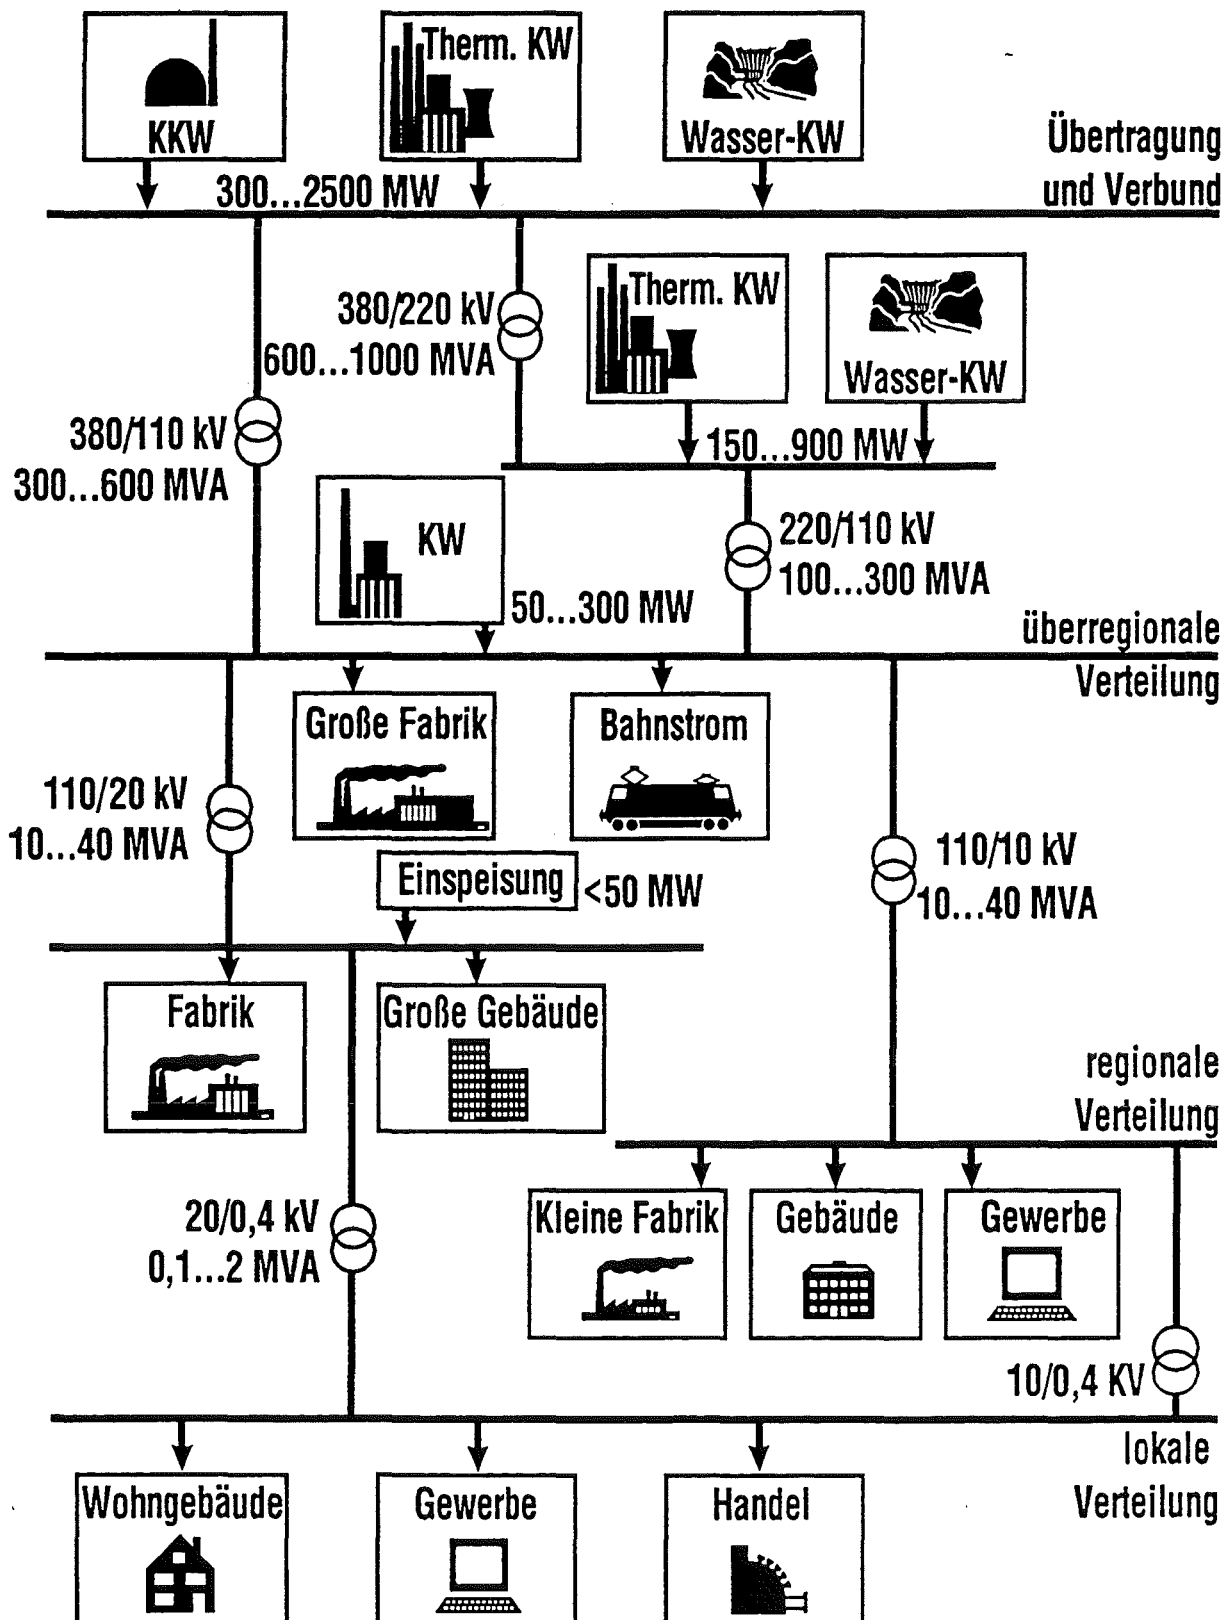 KKW
Therm. KW
Wasser-KW
Übertragung
und Verbund
300...2500 MW
380/220 kV
600...1000 MVA
Therm. KW
Wasser-KW
150...900 MW
380/110 kV
300...600 MVA
KW
50...300 MW
220/110 kV
100...300 MVA
überregionale
Verteilung
Große Fabrik
Bahnstrom
110/20 kV
10...40 MVA
Einspeisung
<50 MW
110/10 kV
10...40 MVA
Fabrik
Große Gebäude
regionale
Verteilung
20/0,4 kV
0,1...2 MVA
Kleine Fabrik
Gebäude
Gewerbe
10/0,4 KV
lokale
Verteilung
Wohngebäude
Gewerbe
Handel